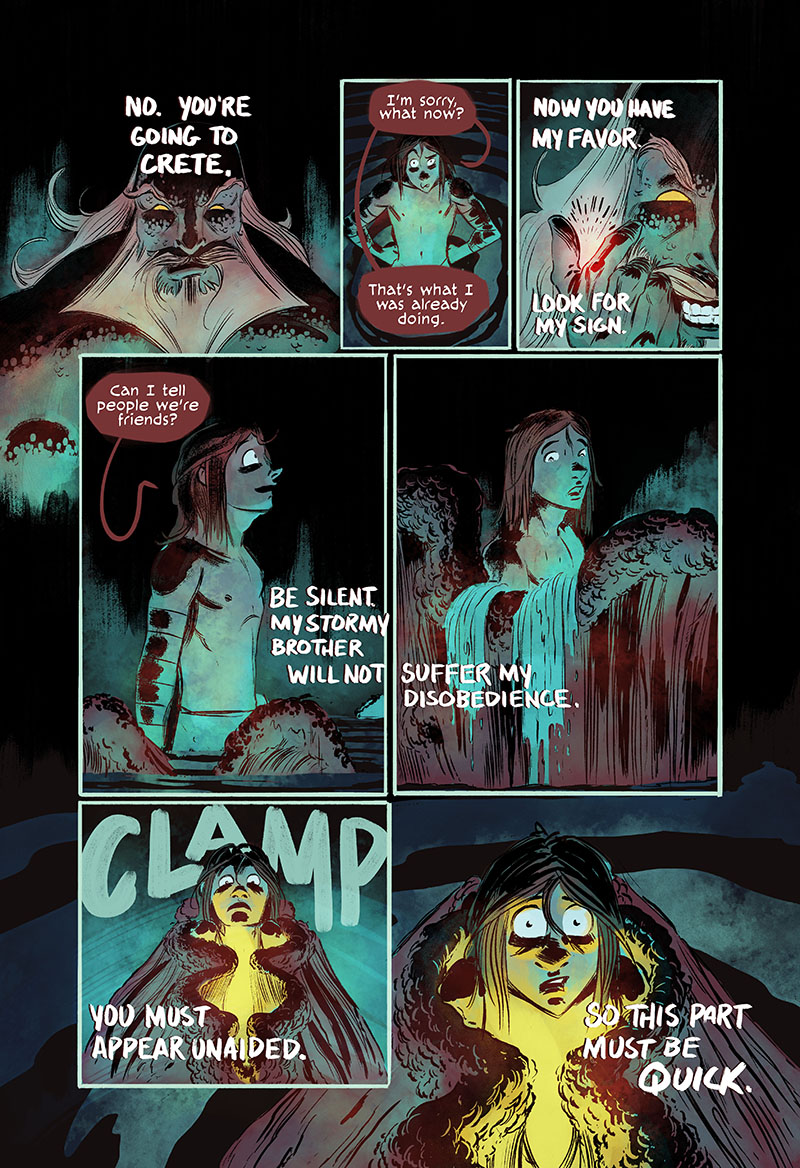 NO. YOU'RE
GOING TO
CRETE.
I'm sorry,
what now?
That's what I
was already
doing.
NOW YOU HAVE
MY FAVOR.
LOOK FOR
MY SIGN.
Can I tell
people we're
friends?
BE SILENT.
MY STORMY
BROTHER
WILL NOT
SUFFER MY
DISOBEDIENCE.
CLAMP
YOU MUST
APPEAR UNAIDED.
SO THIS PART
MUST BE
QUICK.